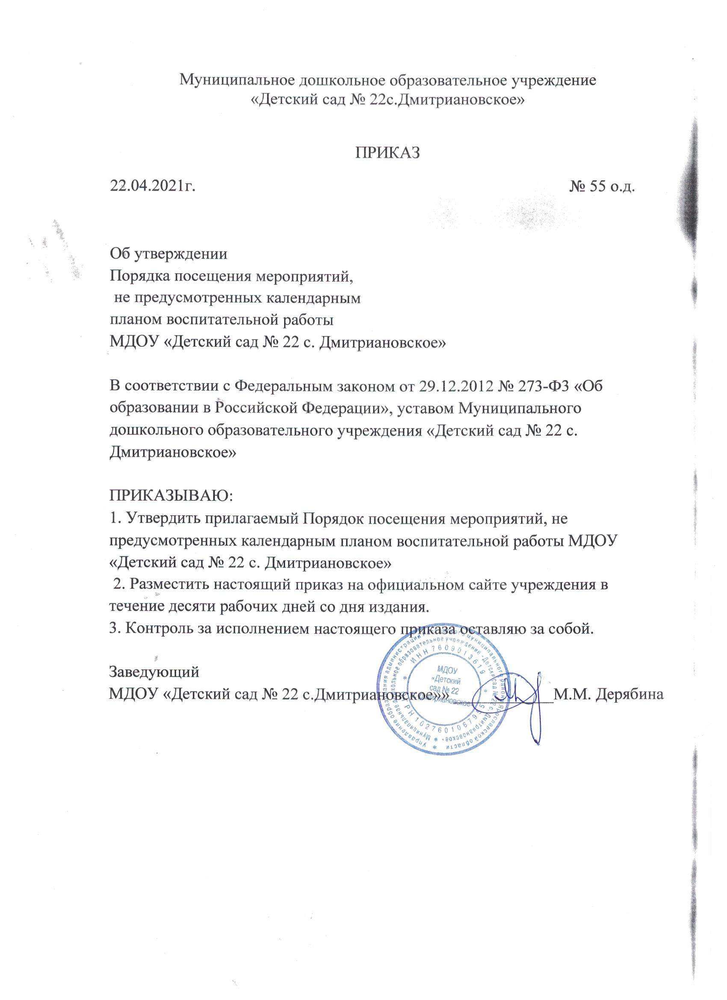 Муниципальное дошкольное образовательное учреждение
«Детский сад № 22с.Дмитриановское»
ПРИКАЗ
22.04.2021г. № 55 о.д.
Об утверждении
Порядка посещения мероприятий,
не предусмотренных календарным
планом воспитательной работы
МДОУ «Детский сад № 22 с. Дмитриановское»
В соответствии с Федеральным законом от 29.12.2012 № 273-ФЗ «Об
образовании в Российской Федерации», уставом Муниципального
дошкольного образовательного учреждения «Детский сад № 22 с.
Дмитриановское»
ПРИКАЗЫВАЮ:
1. Утвердить прилагаемый Порядок посещения мероприятий, не
предусмотренных календарным планом воспитательной работы МДОУ
«Детский сад № 22 с. Дмитриановское»
2. Разместить настоящий приказ на официальном сайте учреждения в
течение десяти рабочих дней со дня издания.
3. Контроль за исполнением настоящего приказа оставляю за собой.
Заведующий
МДОУ «Детский сад № 22 с.Дмитриановское»» М.М. Дерябина
Управление образования администрации Ростовского муниципального района Ярославской области
Муниципальное дошкольное образовательное учреждение «Детский сад № 22 с. Дмитриановское»
ИНН 7609013619
ОГРН 1027601067955
МДОУ
«Детский
сад № 22
Дмитриановское»